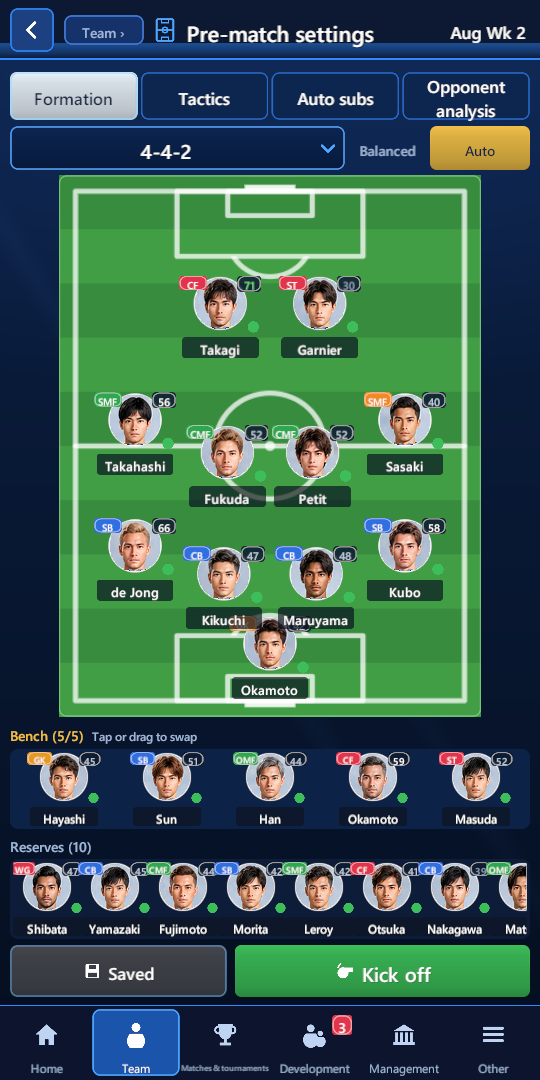 Team ›
Pre-match settings
Aug Wk 2
Formation
Tactics
Auto subs
Opponent
analysis
4-4-2
Balanced
Auto
CF 71
ST 30
Takagi
Garnier
SMF 56
SMF 40
CMF 52
CMF 52
Takahashi
Sasaki
Fukuda
Petit
SB 66
SB 58
CB 47
CB 48
de Jong
Kubo
Kikuchi
Maruyama
Okamoto
Bench (5/5) Tap or drag to swap
GK 45
SB 51
OMF 44
CF 59
ST 52
Hayashi
Sun
Han
Okamoto
Masuda
Reserves (10)
WG 47
CB 45
CMF 44
SB 42
SMF 42
CF 41
CB 39
OMF
Shibata
Yamazaki
Fujimoto
Morita
Leroy
Otsuka
Nakagawa
Mat
Saved
Kick off
3
Home
Team
Matches & tournaments
Development
Management
Other